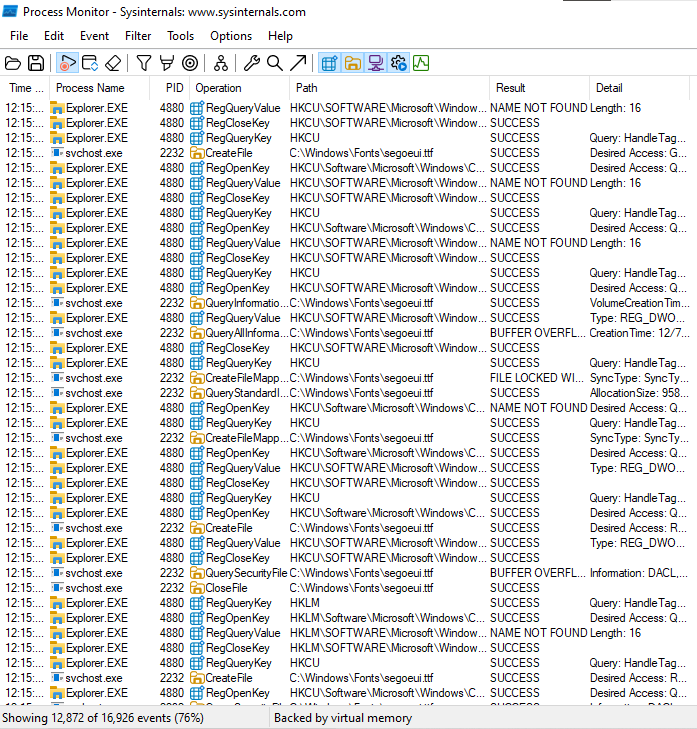 Process Monitor - Sysinternals: www.sysinternals.com
File Edit Event Filter Tools Options Help
Time ... Process Name PID Operation Path Result Detail
12:15:... Explorer.EXE 4880 RegQueryValue HKCU\SOFTWARE\Microsoft\Window... NAME NOT FOUND Length: 16
12:15:... Explorer.EXE 4880 RegCloseKey HKCU\SOFTWARE\Microsoft\Window... SUCCESS
12:15:... Explorer.EXE 4880 RegQueryKey HKCU SUCCESS Query: HandleTag...
12:15:... svchost.exe 2232 CreateFile C:\Windows\Fonts\segoeui.ttf SUCCESS Desired Access: G...
12:15:... Explorer.EXE 4880 RegOpenKey HKCU\Software\Microsoft\Windows\C... SUCCESS Desired Access: Q...
12:15:... Explorer.EXE 4880 RegQueryValue HKCU\SOFTWARE\Microsoft\Window... NAME NOT FOUND Length: 16
12:15:... Explorer.EXE 4880 RegCloseKey HKCU\SOFTWARE\Microsoft\Window... SUCCESS
12:15:... Explorer.EXE 4880 RegQueryKey HKCU SUCCESS Query: HandleTag...
12:15:... Explorer.EXE 4880 RegOpenKey HKCU\Software\Microsoft\Windows\C... SUCCESS Desired Access: Q...
12:15:... Explorer.EXE 4880 RegQueryValue HKCU\SOFTWARE\Microsoft\Window... NAME NOT FOUND Length: 16
12:15:... Explorer.EXE 4880 RegCloseKey HKCU\SOFTWARE\Microsoft\Window... SUCCESS
12:15:... Explorer.EXE 4880 RegQueryKey HKCU SUCCESS Query: HandleTag...
12:15:... Explorer.EXE 4880 RegOpenKey HKCU\SOFTWARE\Microsoft\Window... SUCCESS Desired Access: Q...
12:15:... svchost.exe 2232 QueryInformatio... C:\Windows\Fonts\segoeui.ttf SUCCESS VolumeCreationTim...
12:15:... Explorer.EXE 4880 RegQueryValue HKCU\SOFTWARE\Microsoft\Window... SUCCESS Type: REG_DWO...
12:15:... svchost.exe 2232 QueryAllInforma... C:\Windows\Fonts\segoeui.ttf BUFFER OVERFL... CreationTime: 12/7...
12:15:... Explorer.EXE 4880 RegCloseKey HKCU\SOFTWARE\Microsoft\Window... SUCCESS
12:15:... Explorer.EXE 4880 RegQueryKey HKCU SUCCESS Query: HandleTag...
12:15:... svchost.exe 2232 CreateFileMapp... C:\Windows\Fonts\segoeui.ttf FILE LOCKED WI... SyncType: SyncTy...
12:15:... svchost.exe 2232 QueryStandardI... C:\Windows\Fonts\segoeui.ttf SUCCESS AllocationSize: 958...
12:15:... Explorer.EXE 4880 RegOpenKey HKCU\Software\Microsoft\Windows\C... NAME NOT FOUND Desired Access: Q...
12:15:... Explorer.EXE 4880 RegQueryKey HKCU SUCCESS Query: HandleTag...
12:15:... svchost.exe 2232 CreateFileMapp... C:\Windows\Fonts\segoeui.ttf SUCCESS SyncType: SyncTy...
12:15:... Explorer.EXE 4880 RegOpenKey HKCU\Software\Microsoft\Windows\C... SUCCESS Desired Access: Q...
12:15:... Explorer.EXE 4880 RegQueryValue HKCU\SOFTWARE\Microsoft\Window... SUCCESS Type: REG_DWO...
12:15:... Explorer.EXE 4880 RegCloseKey HKCU\SOFTWARE\Microsoft\Window... SUCCESS
12:15:... Explorer.EXE 4880 RegQueryKey HKCU SUCCESS Query: HandleTag...
12:15:... Explorer.EXE 4880 RegOpenKey HKCU\Software\Microsoft\Windows\C... SUCCESS Desired Access: Q...
12:15:... svchost.exe 2232 CreateFile C:\Windows\Fonts\segoeui.ttf SUCCESS Desired Access: R...
12:15:... Explorer.EXE 4880 RegQueryValue HKCU\SOFTWARE\Microsoft\Window... SUCCESS Type: REG_DWO...
12:15:... Explorer.EXE 4880 RegCloseKey HKCU\SOFTWARE\Microsoft\Window... SUCCESS
12:15:... svchost.exe 2232 QuerySecurityFile C:\Windows\Fonts\segoeui.ttf BUFFER OVERFL... Information: DACL,...
12:15:... svchost.exe 2232 CloseFile C:\Windows\Fonts\segoeui.ttf SUCCESS
12:15:... Explorer.EXE 4880 RegQueryKey HKLM SUCCESS Query: HandleTag...
12:15:... Explorer.EXE 4880 RegOpenKey HKLM\Software\Microsoft\Windows\C... SUCCESS Desired Access: Q...
12:15:... Explorer.EXE 4880 RegQueryValue HKLM\SOFTWARE\Microsoft\Window... NAME NOT FOUND Length: 16
12:15:... Explorer.EXE 4880 RegCloseKey HKLM\SOFTWARE\Microsoft\Window... SUCCESS
12:15:... Explorer.EXE 4880 RegQueryKey HKCU SUCCESS Query: HandleTag...
12:15:... svchost.exe 2232 CreateFile C:\Windows\Fonts\segoeui.ttf SUCCESS Desired Access: R...
12:15:... Explorer.EXE 4880 RegOpenKey HKCU\Software\Microsoft\Windows\C... SUCCESS Desired Access: Q...
Showing 12,872 of 16,926 events (76%) Backed by virtual memory